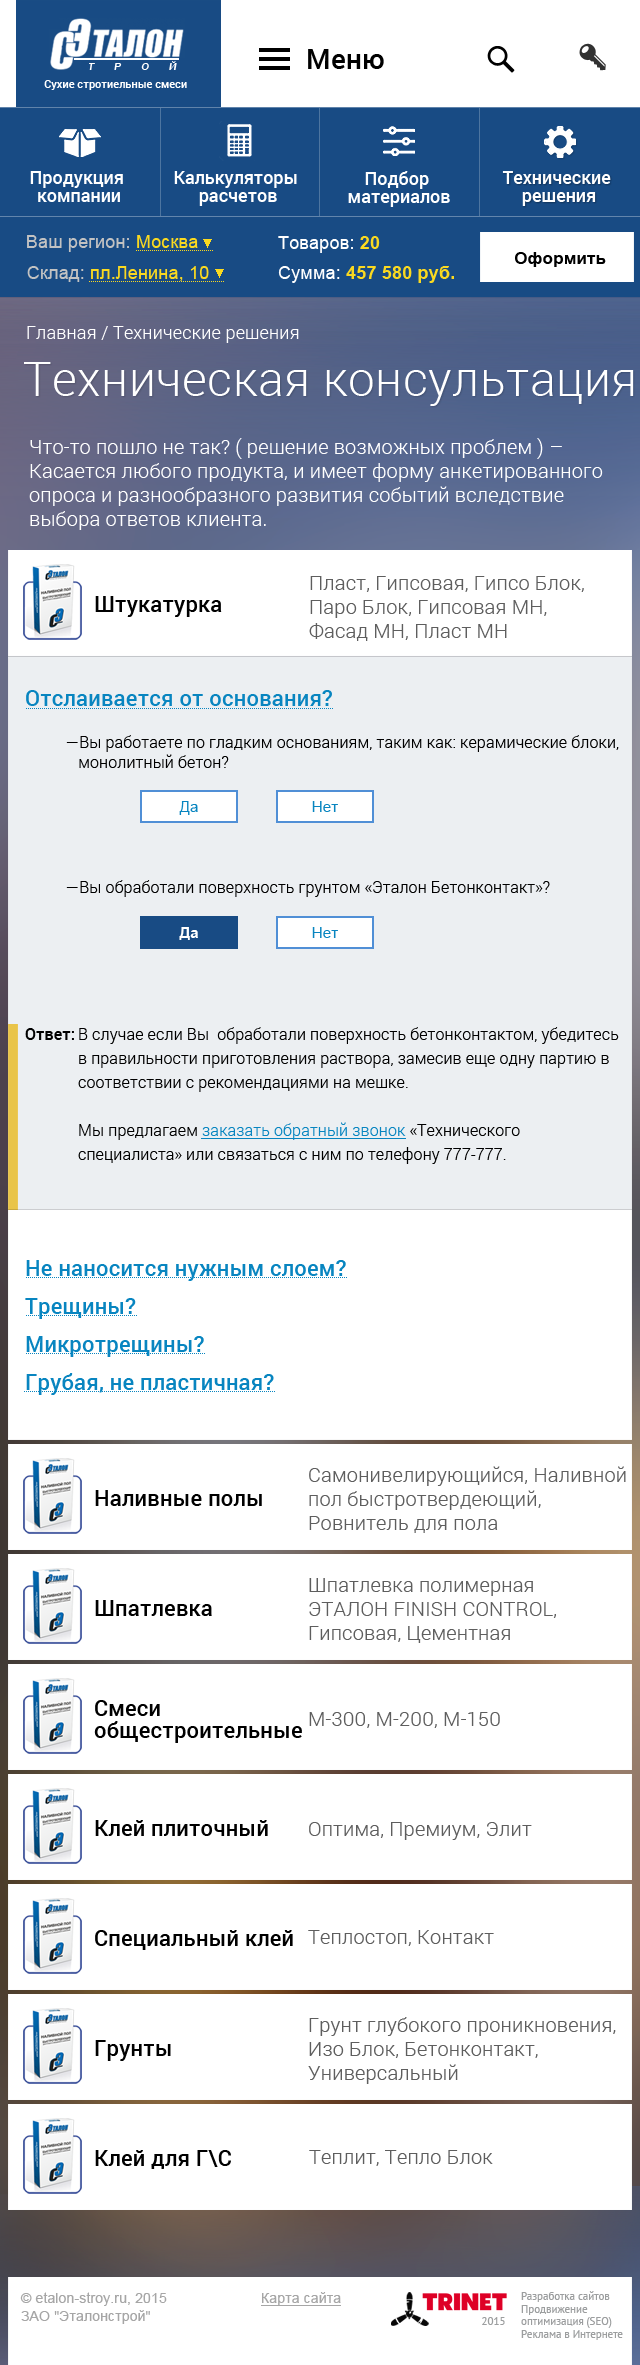 ЭТАЛОН
СТРОЙ
Сухие стротиельные смеси
Меню
Продукция
компании
Калькуляторы
расчетов
Подбор
материалов
Технические
решения
Ваш регион: Москва ▼
Склад: пл.Ленина, 10 ▼
Товаров: 20
Сумма: 457 580 руб.
Оформить
Главная / Технические решения
Техническая консультация
Что-то пошло не так? ( решение возможных проблем ) –
Касается любого продукта, и имеет форму анкетированного
опроса и разнообразного развития событий вследствие
выбора ответов клиента.
Штукатурка
Пласт, Гипсовая, Гипсо Блок,
Паро Блок, Гипсовая МН,
Фасад МН, Пласт МН
Отслаивается от основания?
—Вы работаете по гладким основаниям, таким как: керамические блоки,
монолитный бетон?
Да
Нет
—Вы обработали поверхность грунтом «Эталон Бетонконтакт»?
Да
Нет
Ответ: В случае если Вы  обработали поверхность бетонконтактом, убедитесь
в правильности приготовления раствора, замесив еще одну партию в
соответствии с рекомендациями на мешке.
Мы предлагаем заказать обратный звонок «Технического
специалиста» или связаться с ним по телефону 777-777.
Не наносится нужным слоем?
Трещины?
Микротрещины?
Грубая, не пластичная?
Наливные полы
Самонивелирующийся, Наливной
пол быстротвердеющий,
Ровнитель для пола
Шпатлевка
Шпатлевка полимерная
ЭТАЛОН FINISH CONTROL,
Гипсовая, Цементная
Смеси
общестроительные
М-300, М-200, М-150
Клей плиточный
Оптима, Премиум, Элит
Специальный клей
Теплостоп, Контакт
Грунты
Грунт глубокого проникновения,
Изо Блок, Бетонконтакт,
Универсальный
Клей для Г\С
Теплит, Тепло Блок
© etalon-stroy.ru, 2015
ЗАО "Эталонстрой"
Карта сайта
TRINET
2015
Разработка сайтов
Продвижение
оптимизация (SEO)
Реклама в Интернете